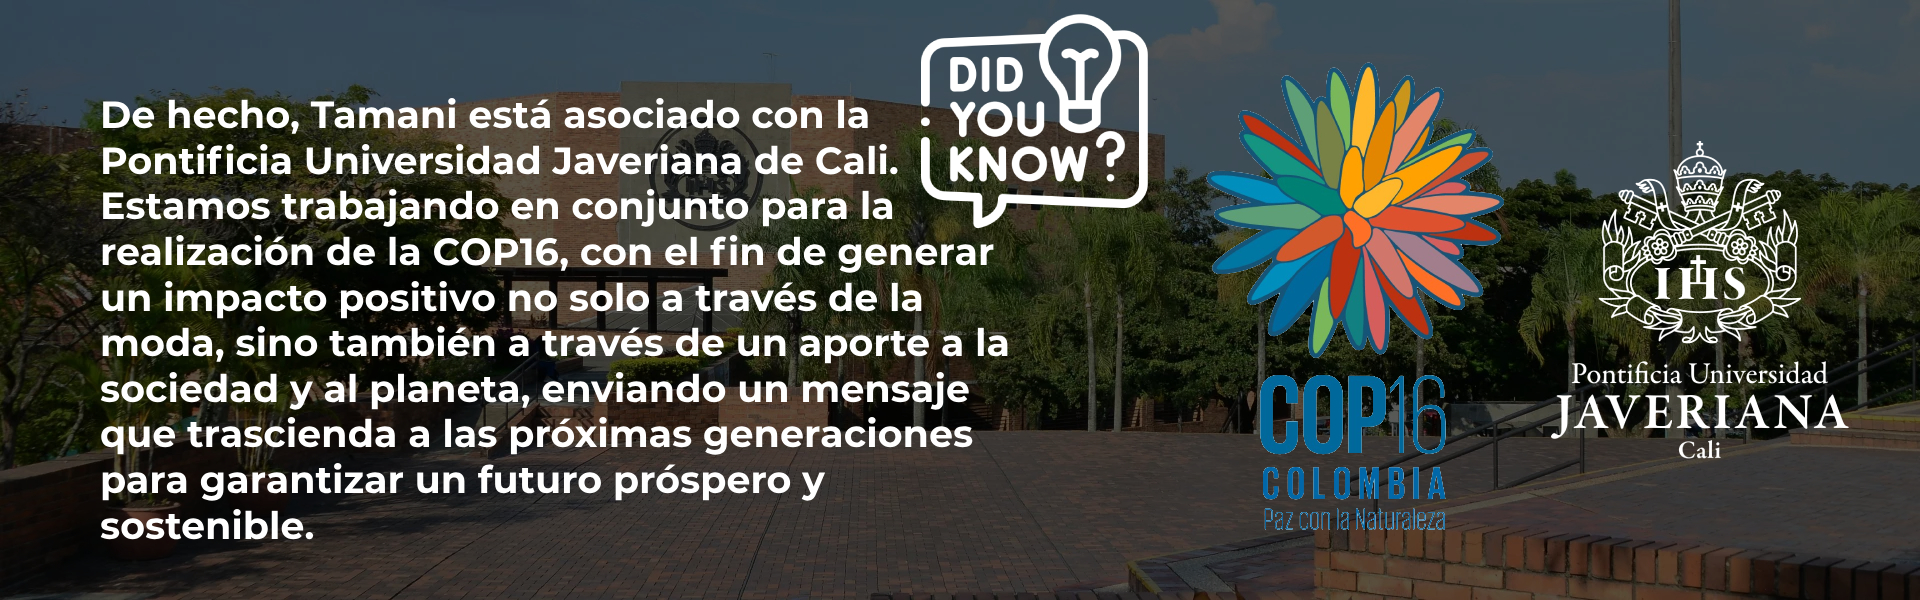 De hecho, Tamani está asociado con la
Pontificia Universidad Javeriana de Cali.
Estamos trabajando en conjunto para la
realización de la COP16, con el fin de generar
un impacto positivo no solo a través de la
moda, sino también a través de un aporte a la
sociedad y al planeta, enviando un mensaje
que trascienda a las próximas generaciones
para garantizar un futuro próspero y
sostenible.
DID
YOU
KNOW?
COP16
COLOMBIA
Paz con la Naturaleza
IHS
Pontificia Universidad
JAVERIANA
Cali